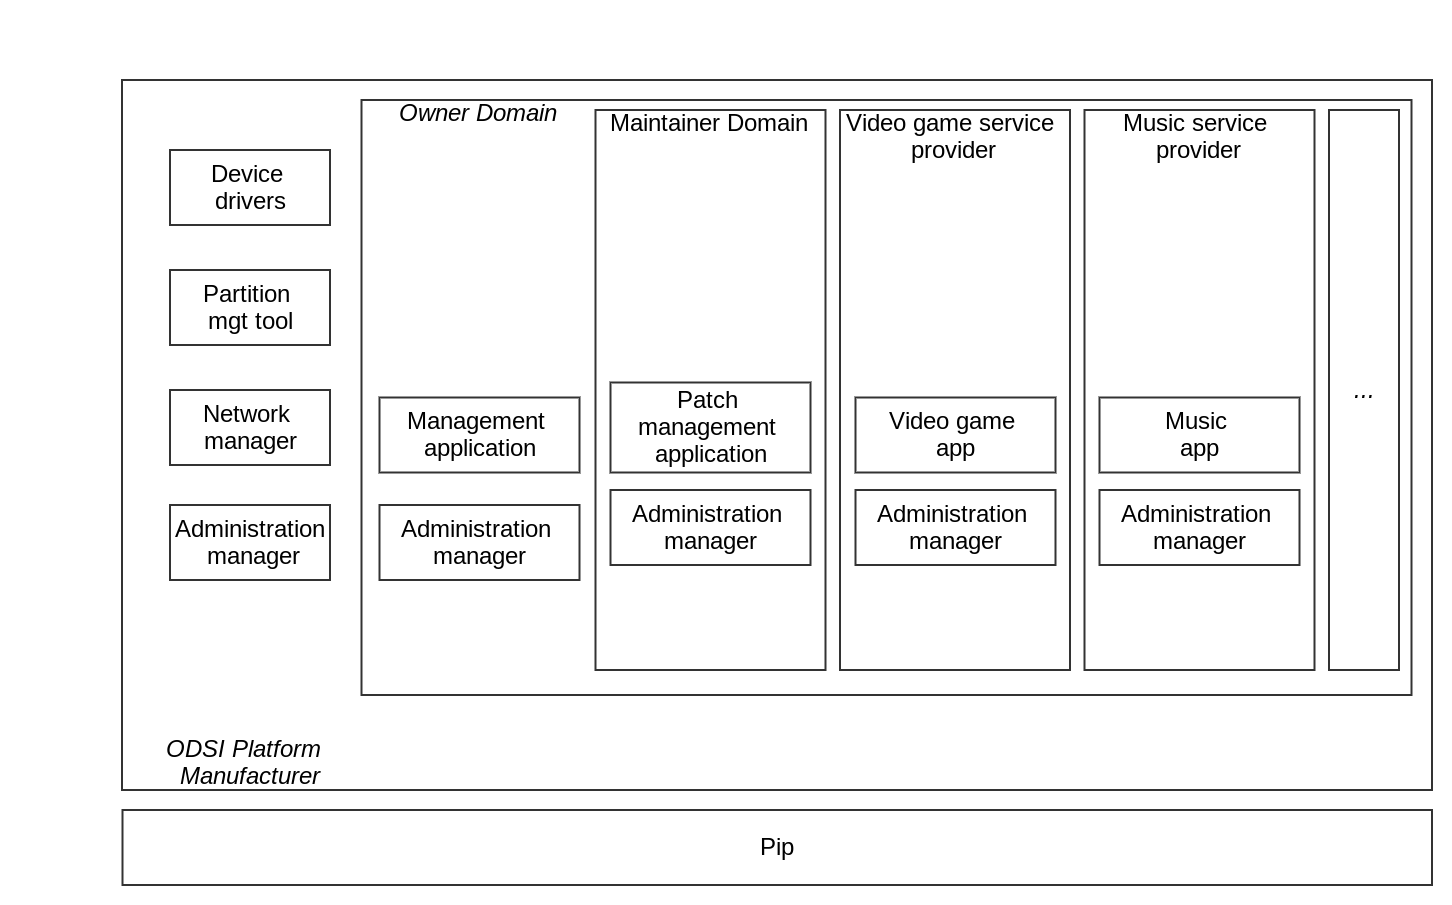 Owner Domain
Maintainer Domain
Video game service
provider
Music service
provider
Device
drivers
Partition
mgt tool
Network
manager
Administration
manager
Management
application
Administration
manager
Patch
management
application
Administration
manager
Video game
app
Administration
manager
Music
app
Administration
manager
...
ODSI Platform
Manufacturer
Pip